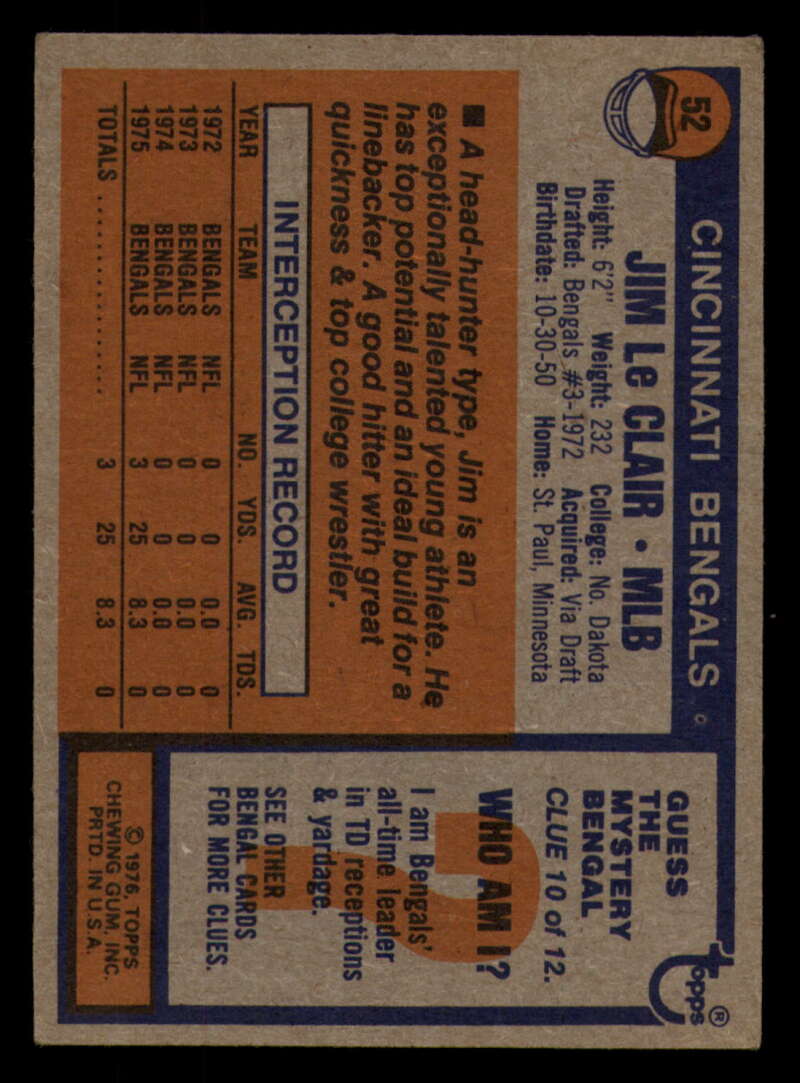 52
CINCINNATI BENGALS
JIM Le CLAIR • MLB
Height: 6'2" Weight: 232 College: No. Dakota
Drafted: Bengals #3-1972 Acquired: Via Draft
Birthdate: 10-30-50 Home: St. Paul, Minnesota
■ A head-hunter type, Jim is an
exceptionally talented young athlete. He
has top potential and an ideal build for a
linebacker. A good hitter with great
quickness & top college wrestler.
INTERCEPTION RECORD
YEAR TEAM NO. YDS. AVG. TDS.
1972 BENGALS NFL 0 0 0.0 0
1973 BENGALS NFL 0 0 0.0 0
1974 BENGALS NFL 0 0 0.0 0
1975 BENGALS NFL 3 25 8.3 0
TOTALS .................. 3 25 8.3 0
topps®
GUESS
THE
MYSTERY
BENGAL
CLUE 10 of 12.
?
WHO AM I?
I am Bengals'
all-time leader
in TD receptions
& yardage.
SEE OTHER
BENGAL CARDS
FOR MORE CLUES.
© 1976, TOPPS
CHEWING GUM, INC.
PRTD. IN U.S.A.